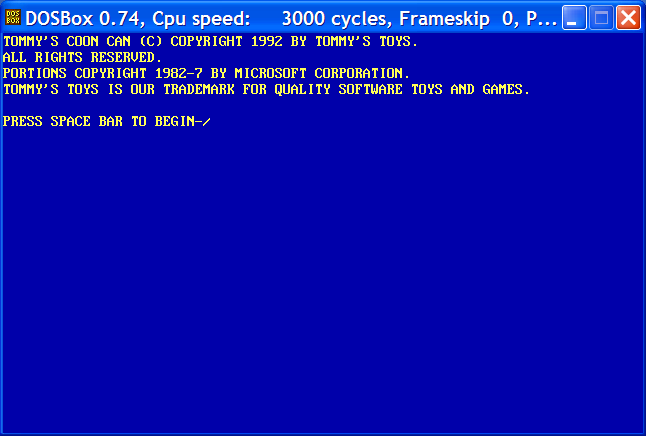 DOS BOX
DOSBox 0.74, Cpu speed: 3000 cycles, Frameskip 0, P...
TOMMY'S COON CAN (C) COPYRIGHT 1992 BY TOMMY'S TOYS.
ALL RIGHTS RESERVED.
PORTIONS COPYRIGHT 1982-7 BY MICROSOFT CORPORATION.
TOMMY'S TOYS IS OUR TRADEMARK FOR QUALITY SOFTWARE TOYS AND GAMES.
PRESS SPACE BAR TO BEGIN-/